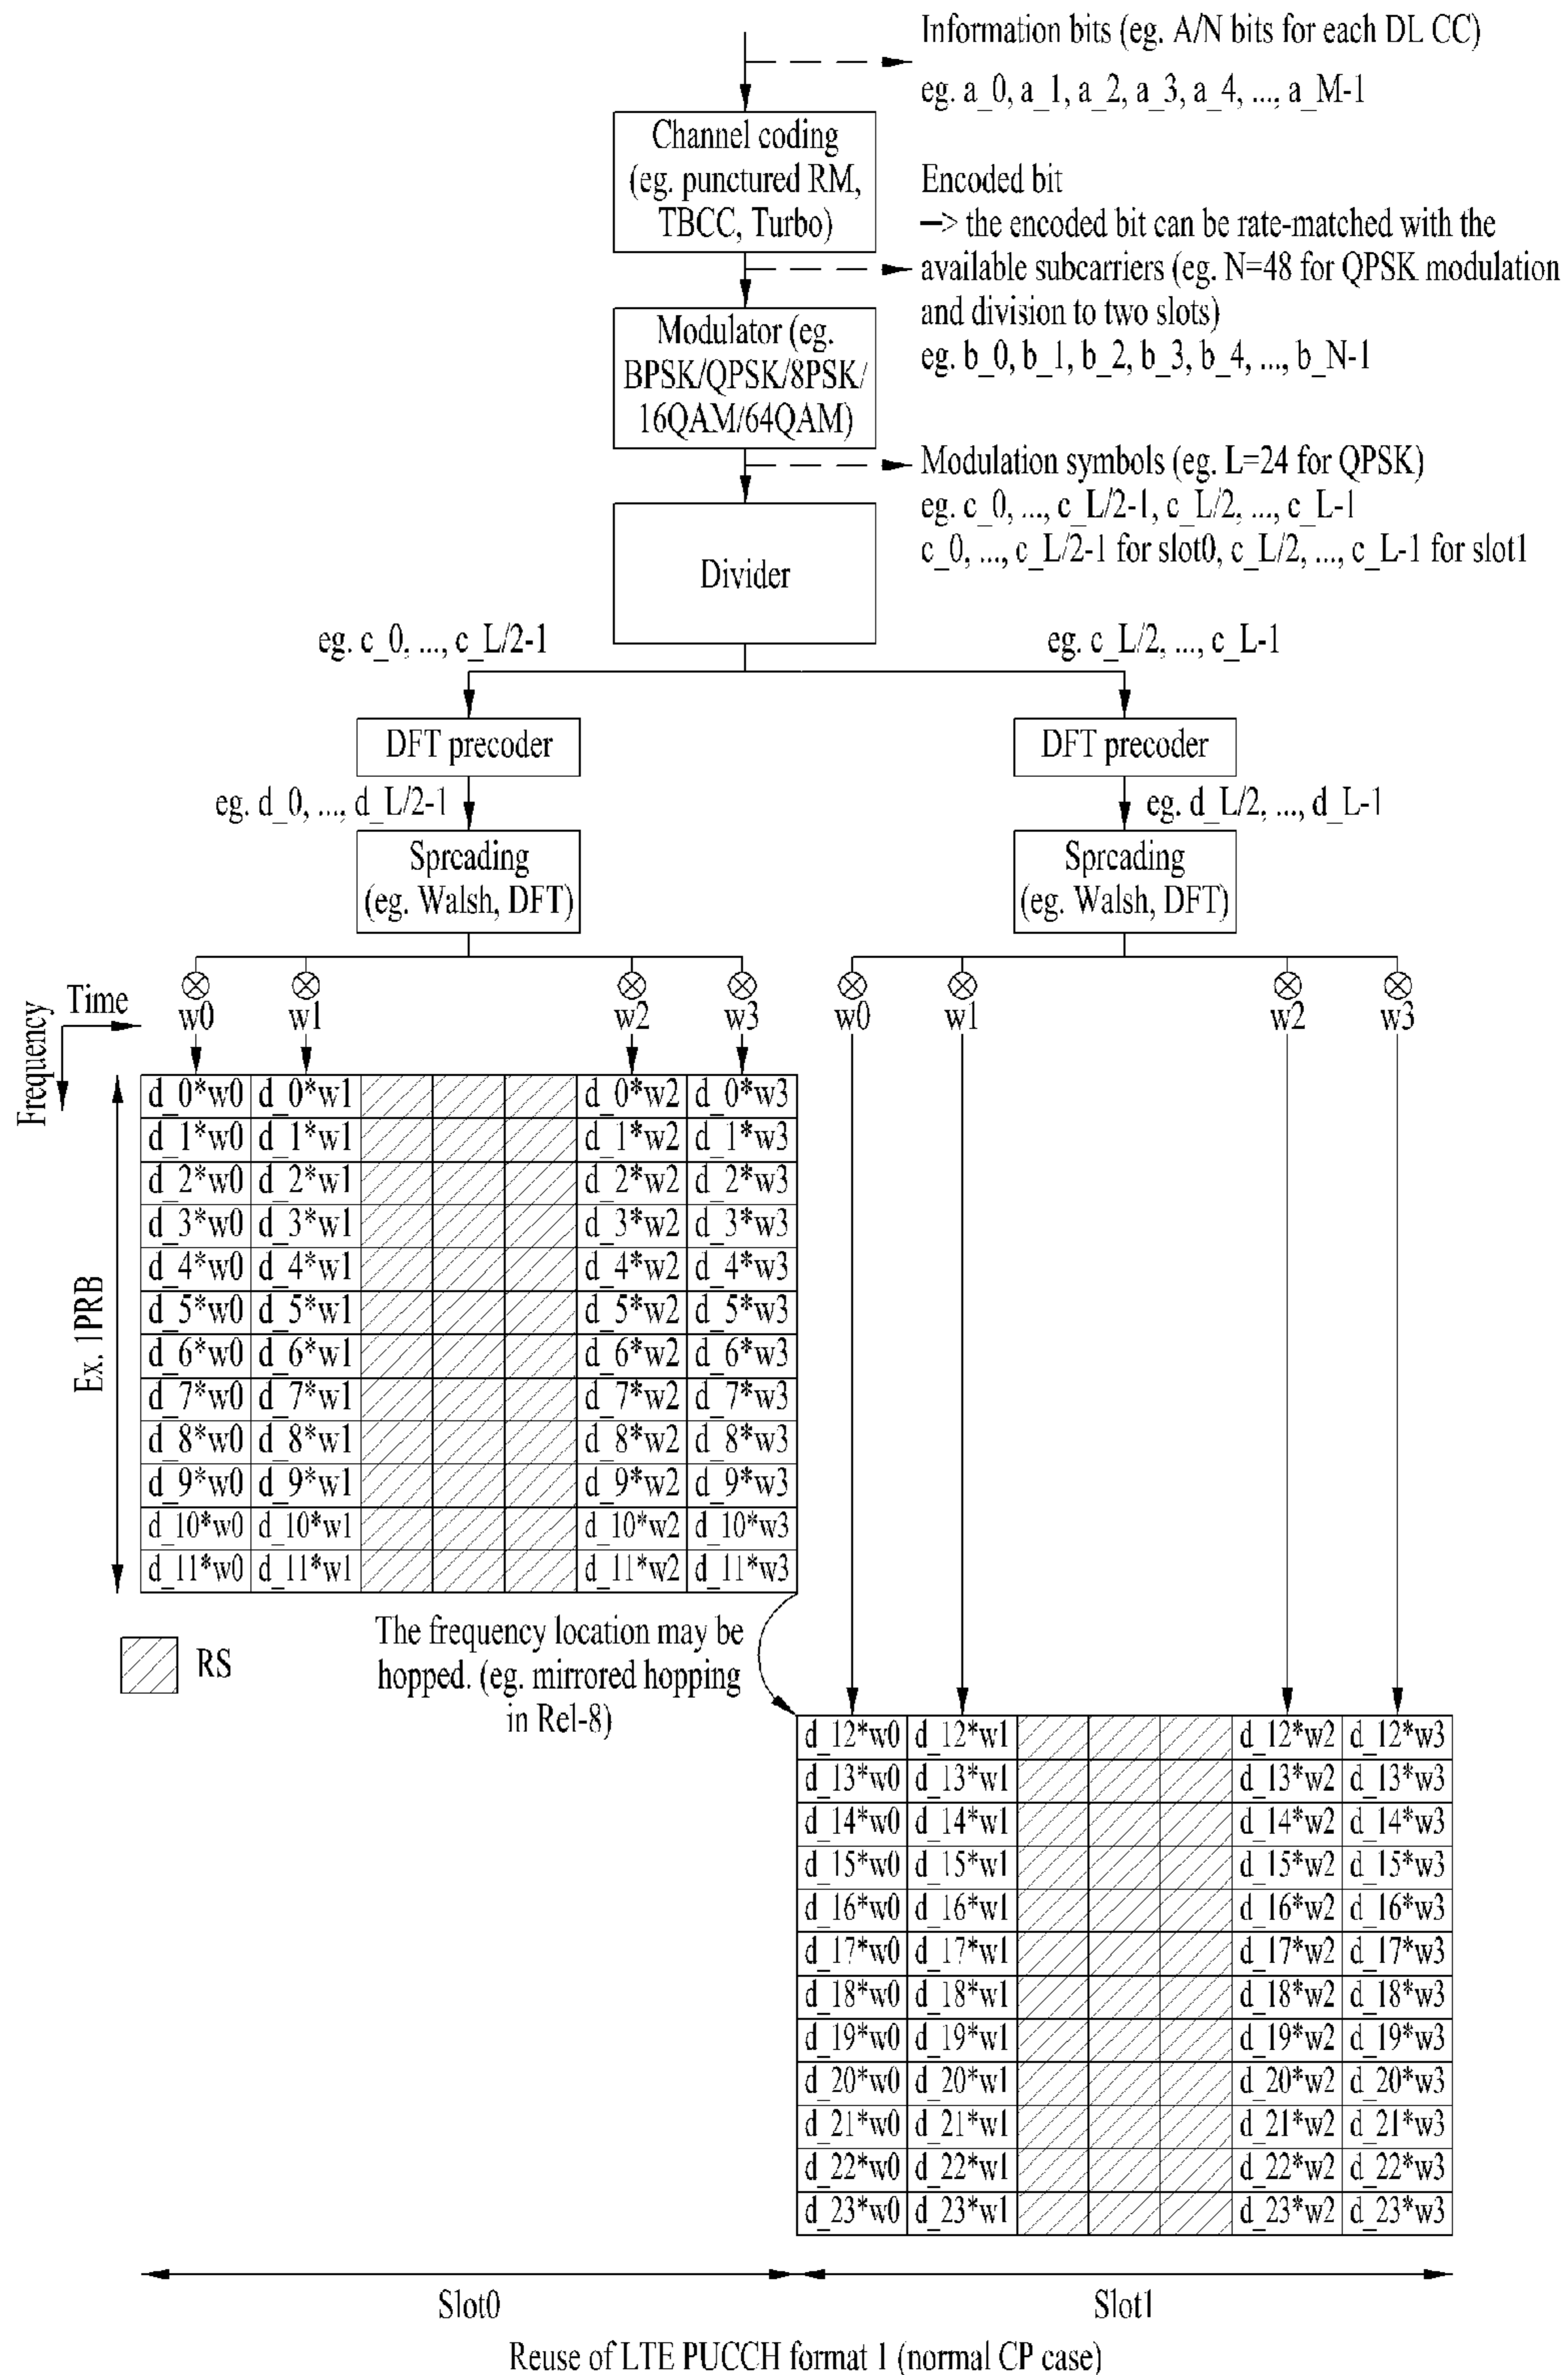 Information bits (eg. A/N bits for each DL CC)
eg. a_0, a_1, a_2, a_3, a_4, ..., a_M-1
Channel coding
(eg. punctured RM,
TBCC, Turbo)
Encoded bit
—> the encoded bit can be rate-matched with the
available subcarriers (eg. N=48 for QPSK modulation
and division to two slots)
eg. b_0, b_1, b_2, b_3, b_4, ..., b_N-1
Modulator (eg.
BPSK/QPSK/8PSK/
16QAM/64QAM)
Modulation symbols (eg. L=24 for QPSK)
eg. c_0, ..., c_L/2-1, c_L/2, ..., c_L-1
c_0, ..., c_L/2-1 for slot0, c_L/2, ..., c_L-1 for slot1
Divider
eg. c_0, ..., c_L/2-1
eg. c_L/2, ..., c_L-1
DFT precoder
DFT precoder
eg. d_0, ..., d_L/2-1
eg. d_L/2, ..., d_L-1
Spreading
(eg. Walsh, DFT)
Spreading
(eg. Walsh, DFT)
Time
Frequency
w0 w1 w2 w3 w0 w1 w2 w3
Ex. 1PRB
d_0*w0 d_0*w1 d_0*w2 d_0*w3
d_1*w0 d_1*w1 d_1*w2 d_1*w3
d_2*w0 d_2*w1 d_2*w2 d_2*w3
d_3*w0 d_3*w1 d_3*w2 d_3*w3
d_4*w0 d_4*w1 d_4*w2 d_4*w3
d_5*w0 d_5*w1 d_5*w2 d_5*w3
d_6*w0 d_6*w1 d_6*w2 d_6*w3
d_7*w0 d_7*w1 d_7*w2 d_7*w3
d_8*w0 d_8*w1 d_8*w2 d_8*w3
d_9*w0 d_9*w1 d_9*w2 d_9*w3
d_10*w0 d_10*w1 d_10*w2 d_10*w3
d_11*w0 d_11*w1 d_11*w2 d_11*w3
RS
The frequency location may be
hopped. (eg. mirrored hopping
in Rel-8)
d_12*w0 d_12*w1 d_12*w2 d_12*w3
d_13*w0 d_13*w1 d_13*w2 d_13*w3
d_14*w0 d_14*w1 d_14*w2 d_14*w3
d_15*w0 d_15*w1 d_15*w2 d_15*w3
d_16*w0 d_16*w1 d_16*w2 d_16*w3
d_17*w0 d_17*w1 d_17*w2 d_17*w3
d_18*w0 d_18*w1 d_18*w2 d_18*w3
d_19*w0 d_19*w1 d_19*w2 d_19*w3
d_20*w0 d_20*w1 d_20*w2 d_20*w3
d_21*w0 d_21*w1 d_21*w2 d_21*w3
d_22*w0 d_22*w1 d_22*w2 d_22*w3
d_23*w0 d_23*w1 d_23*w2 d_23*w3
Slot0
Slot1
Reuse of LTE PUCCH format 1 (normal CP case)